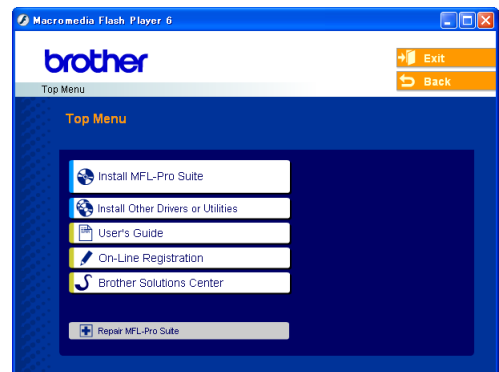 Macromedia Flash Player 6
brother
Exit
Back
Top Menu
Top Menu
Install MFL-Pro Suite
Install Other Drivers or Utilities
User's Guide
On-Line Registration
Brother Solutions Center
Repair MFL-Pro Suite